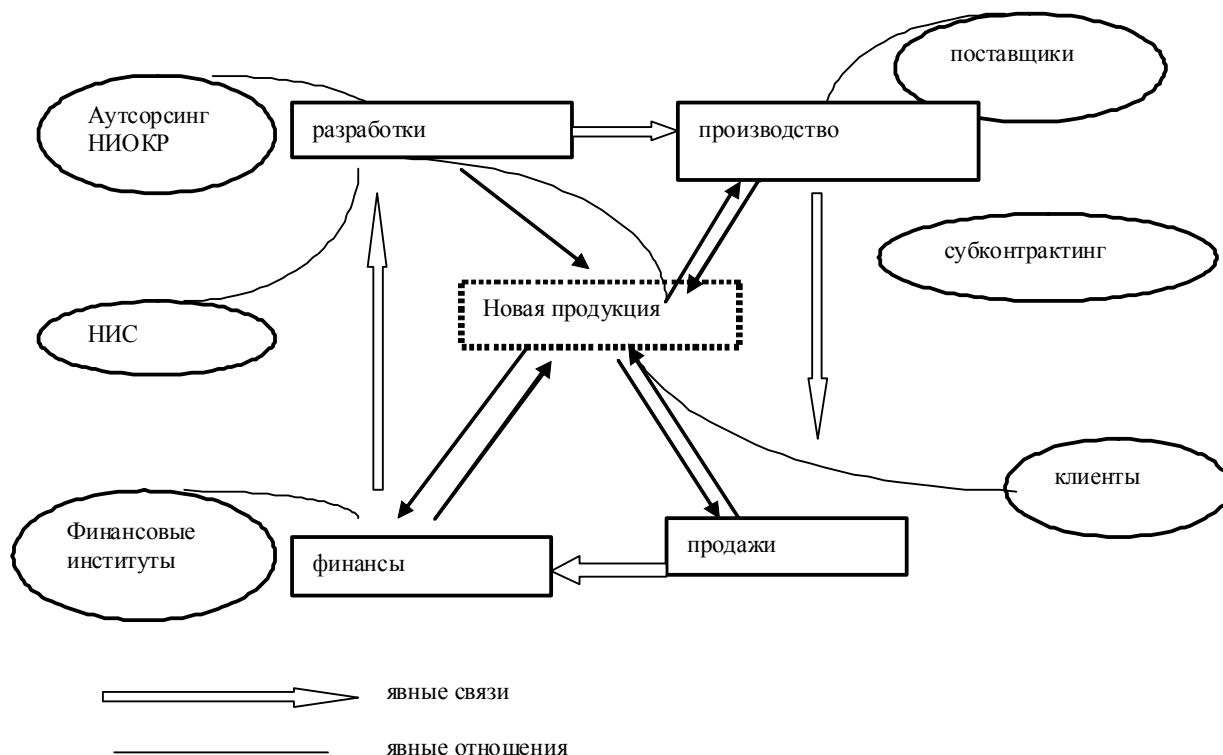 поставщики
Аутсорсинг
НИОКР
разработки
производство
субконтрактинг
Новая продукция
НИС
клиенты
Финансовые
институты
финансы
продажи
явные связи
явные отношения